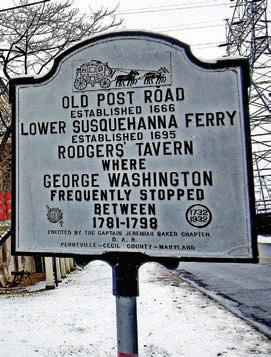 OLD POST ROAD
ESTABLISHED 1666
LOWER SUSQUEHANNA FERRY
ESTABLISHED 1695
RODGERS' TAVERN
WHERE
GEORGE WASHINGTON
FREQUENTLY STOPPED
BETWEEN
1781-1798
1732
1932
ERECTED BY THE CAPTAIN JEREMIAH BAKER CHAPTER
D. A. R.
PERRYVILLE-CECIL COUNTY-MARYLAND